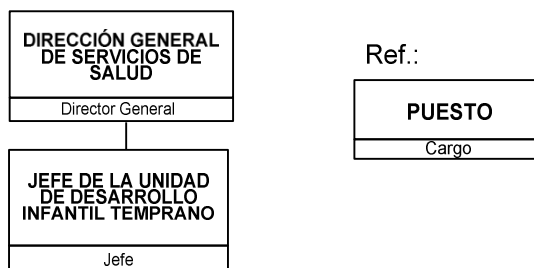 DIRECCIÓN GENERAL
DE SERVICIOS DE
SALUD
Director General
JEFE DE LA UNIDAD
DE DESARROLLO
INFANTIL TEMPRANO
Jefe
Ref.:
PUESTO
Cargo